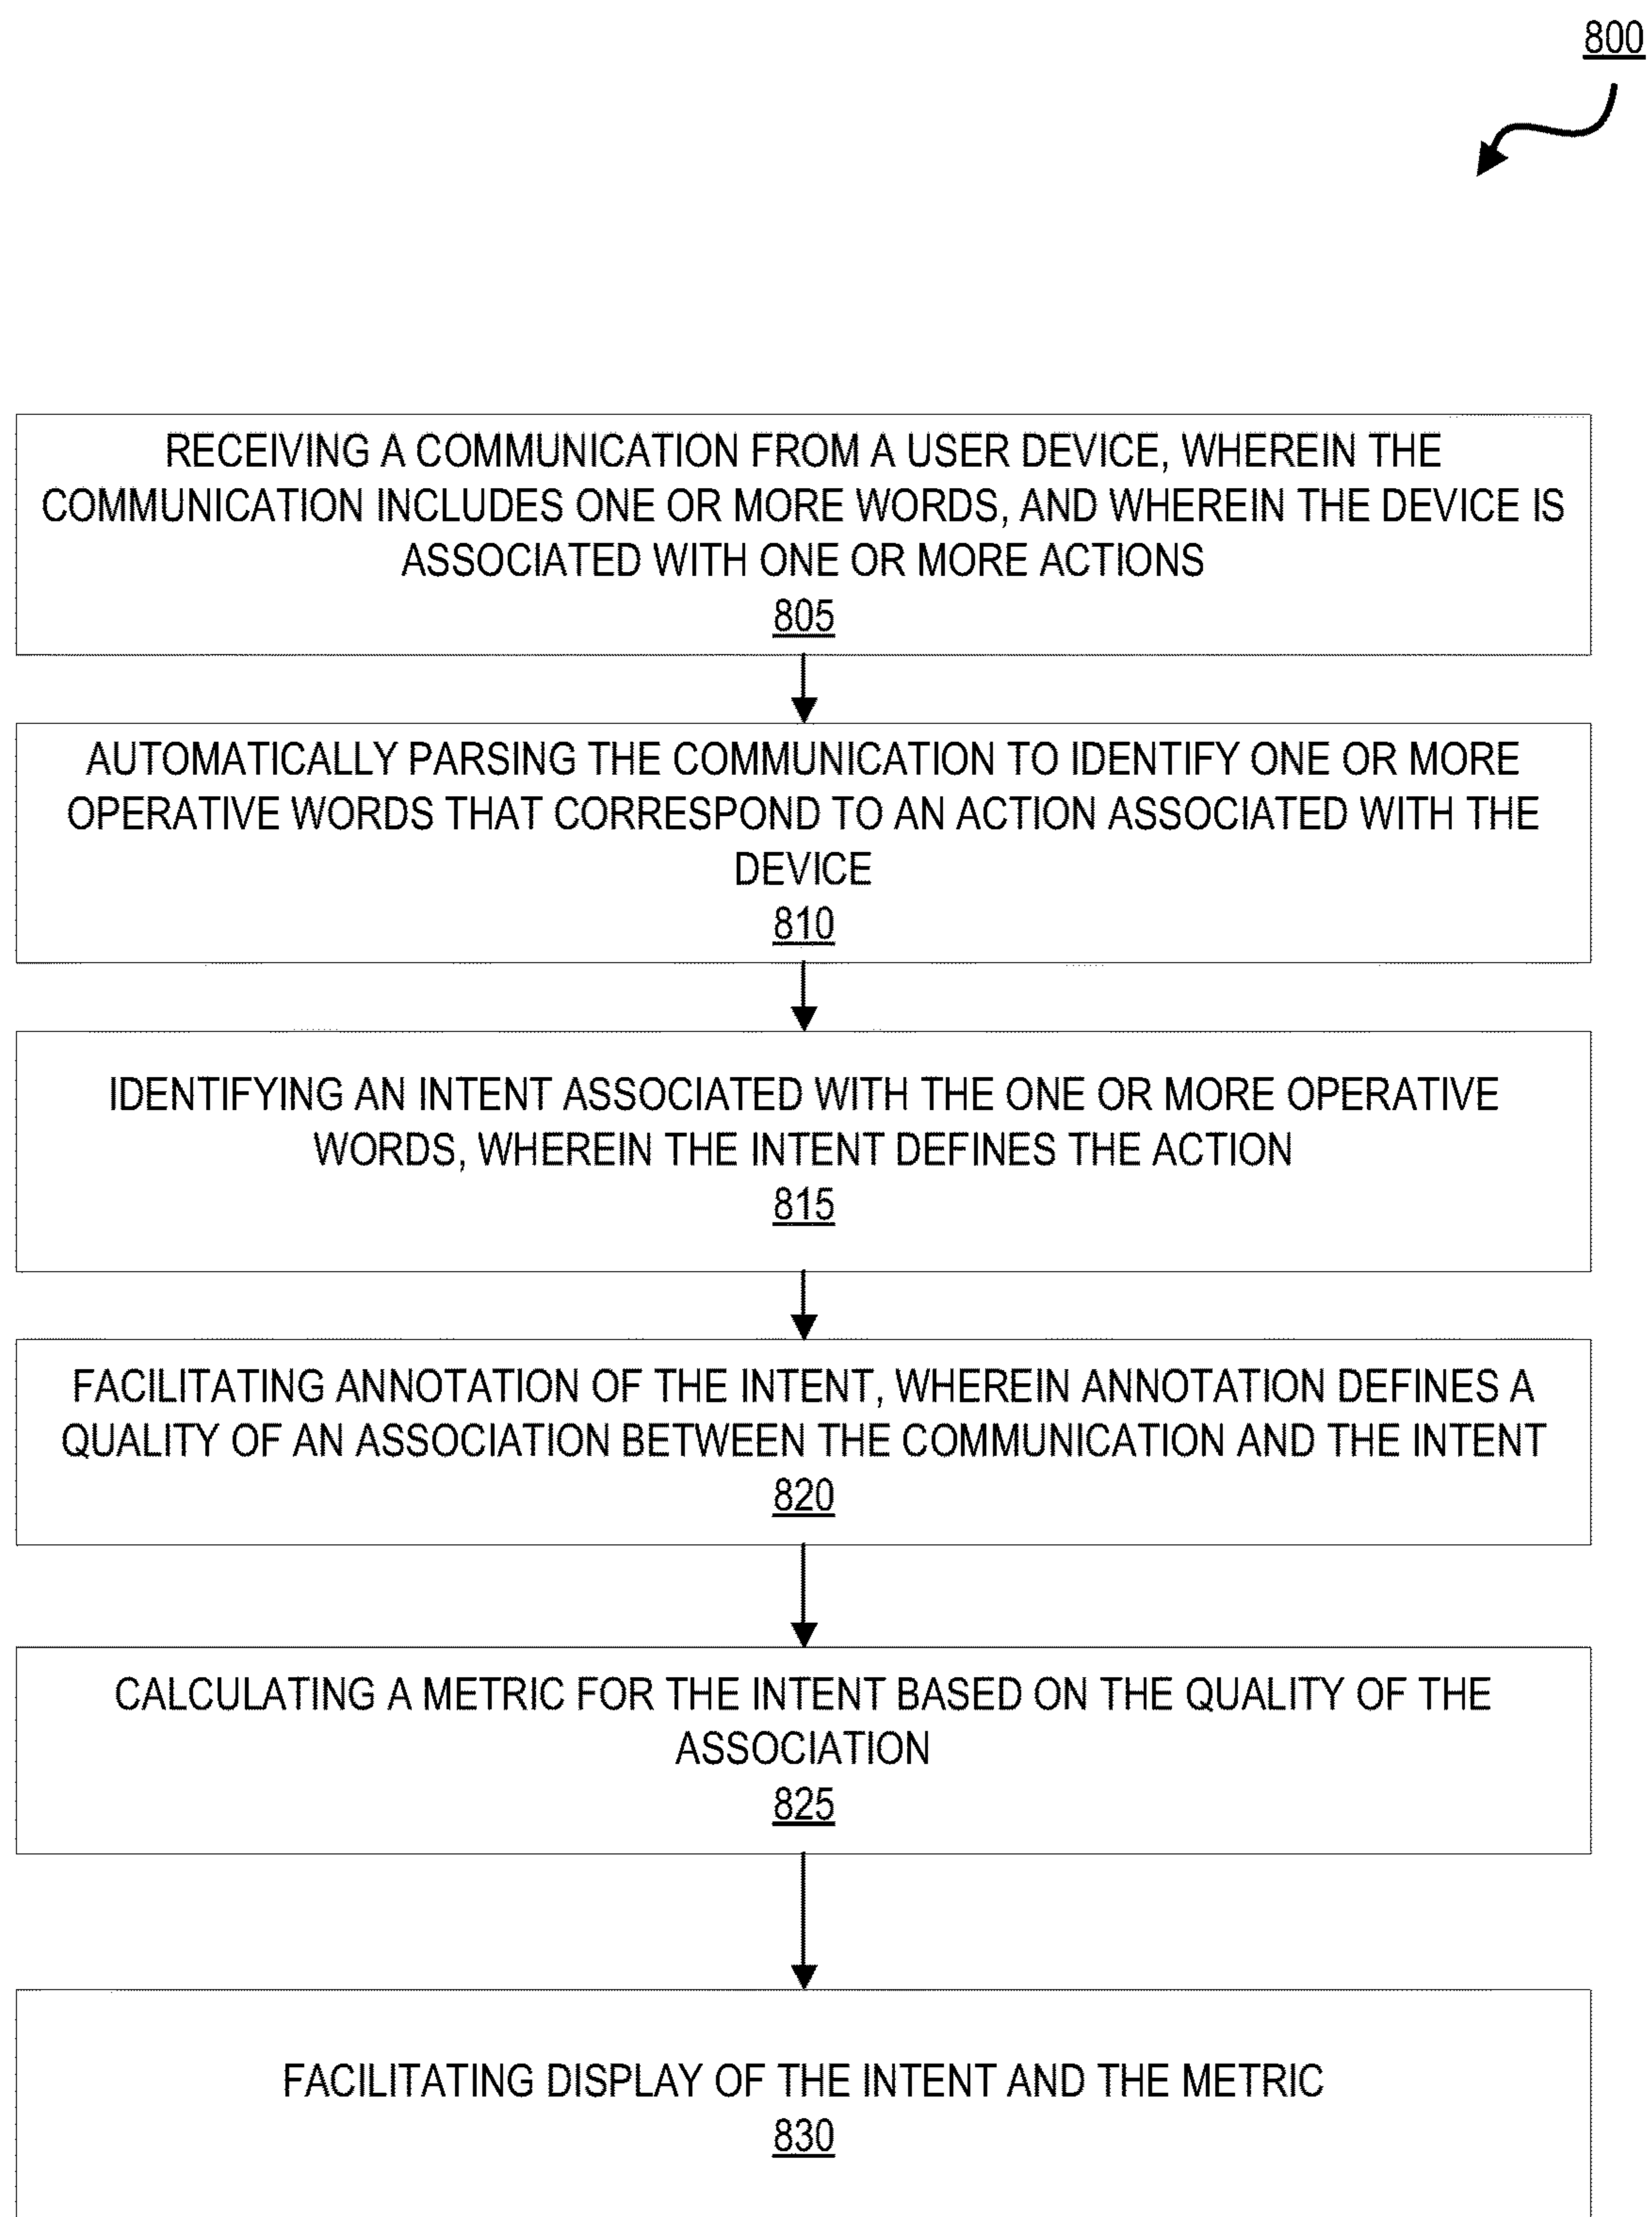 800
RECEIVING A COMMUNICATION FROM A USER DEVICE, WHEREIN THE
COMMUNICATION INCLUDES ONE OR MORE WORDS, AND WHEREIN THE DEVICE IS
ASSOCIATED WITH ONE OR MORE ACTIONS
805
AUTOMATICALLY PARSING THE COMMUNICATION TO IDENTIFY ONE OR MORE
OPERATIVE WORDS THAT CORRESPOND TO AN ACTION ASSOCIATED WITH THE
DEVICE
810
IDENTIFYING AN INTENT ASSOCIATED WITH THE ONE OR MORE OPERATIVE
WORDS, WHEREIN THE INTENT DEFINES THE ACTION
815
FACILITATING ANNOTATION OF THE INTENT, WHEREIN ANNOTATION DEFINES A
QUALITY OF AN ASSOCIATION BETWEEN THE COMMUNICATION AND THE INTENT
820
CALCULATING A METRIC FOR THE INTENT BASED ON THE QUALITY OF THE
ASSOCIATION
825
FACILITATING DISPLAY OF THE INTENT AND THE METRIC
830